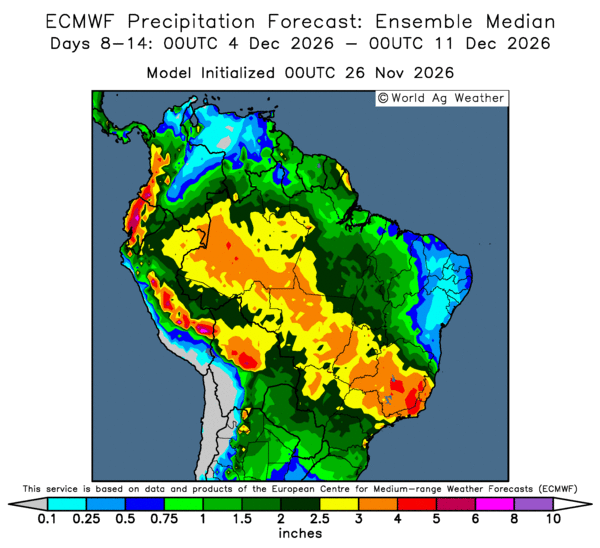 ECMWF Precipitation Forecast: Ensemble Median
Days 8–14: 00UTC 4 Dec 2026 – 00UTC 11 Dec 2026
Model Initialized 00UTC 26 Nov 2026
© World Ag Weather
This service is based on data and products of the European Centre for Medium-range Weather Forecasts (ECMWF)
0.1 0.25 0.5 0.75 1 1.5 2 2.5 3 4 5 6 8 10
inches